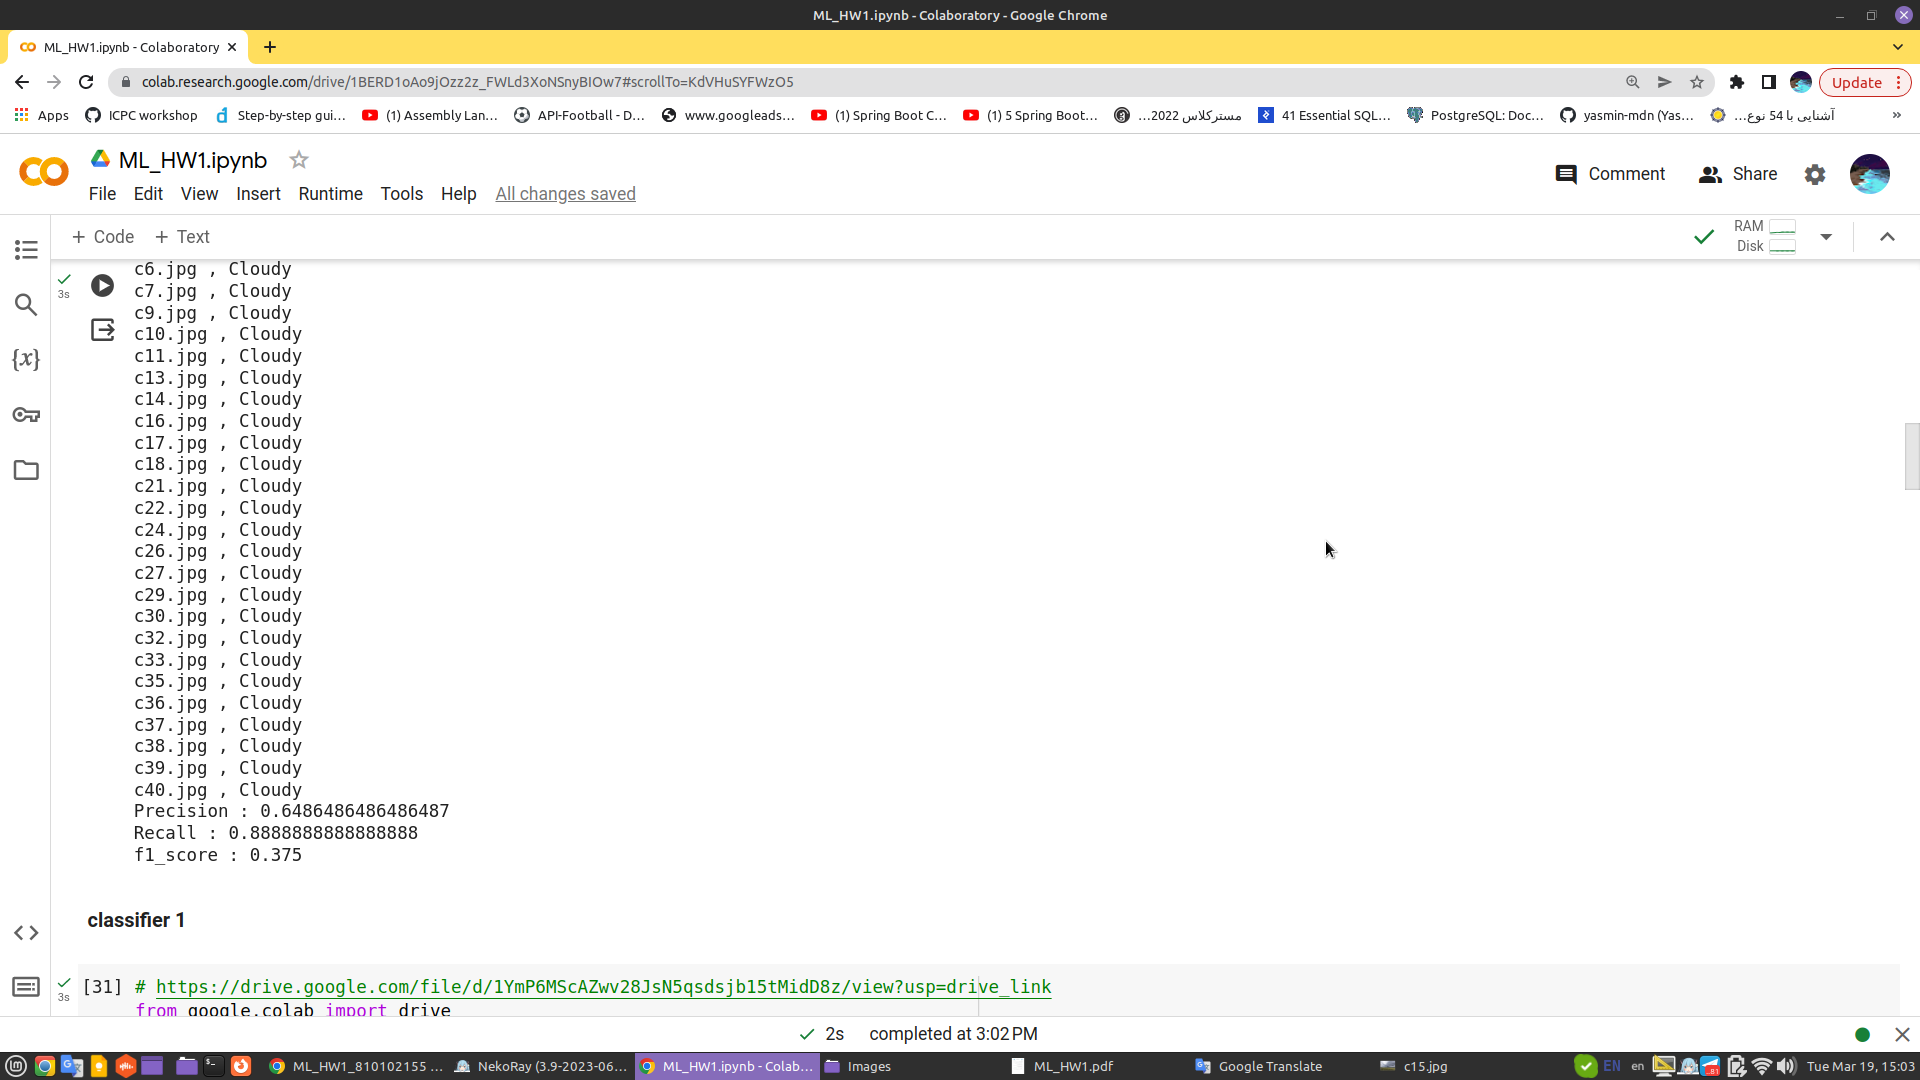 ML_HW1.ipynb - Colaboratory - Google Chrome
ML_HW1.ipynb - Colaboratory
colab.research.google.com/drive/1BERD1oAo9jOzz2z_FWLd3XoNSnyBIOw7#scrollTo=KdVHuSYFWzO5
Update
Apps
ICPC workshop
Step-by-step gui...
(1) Assembly Lan...
API-Football - D...
www.googleads...
(1) Spring Boot C...
(1) 5 Spring Boot...
مسترکلاس 2022...
41 Essential SQL...
PostgreSQL: Doc...
yasmin-mdn (Yas...
آشنایی با 54 نوع...
ML_HW1.ipynb
Comment
Share
File Edit View Insert Runtime Tools Help All changes saved
+ Code + Text
RAM
Disk
3s
c6.jpg , Cloudy
c7.jpg , Cloudy
c9.jpg , Cloudy
c10.jpg , Cloudy
c11.jpg , Cloudy
c13.jpg , Cloudy
c14.jpg , Cloudy
c16.jpg , Cloudy
c17.jpg , Cloudy
c18.jpg , Cloudy
c21.jpg , Cloudy
c22.jpg , Cloudy
c24.jpg , Cloudy
c26.jpg , Cloudy
c27.jpg , Cloudy
c29.jpg , Cloudy
c30.jpg , Cloudy
c32.jpg , Cloudy
c33.jpg , Cloudy
c35.jpg , Cloudy
c36.jpg , Cloudy
c37.jpg , Cloudy
c38.jpg , Cloudy
c39.jpg , Cloudy
c40.jpg , Cloudy
Precision : 0.6486486486486487
Recall : 0.8888888888888888
f1_score : 0.375
classifier 1
3s
[31] # https://drive.google.com/file/d/1YmP6MScAZwv28JsN5qsdsjb15tMidD8z/view?usp=drive_link
from google.colab import drive
2s completed at 3:02 PM
ML_HW1_810102155 ...
NekoRay (3.9-2023-06...
ML_HW1.ipynb - Colab...
Images
ML_HW1.pdf
Google Translate
c15.jpg
EN
en
Tue Mar 19, 15:03